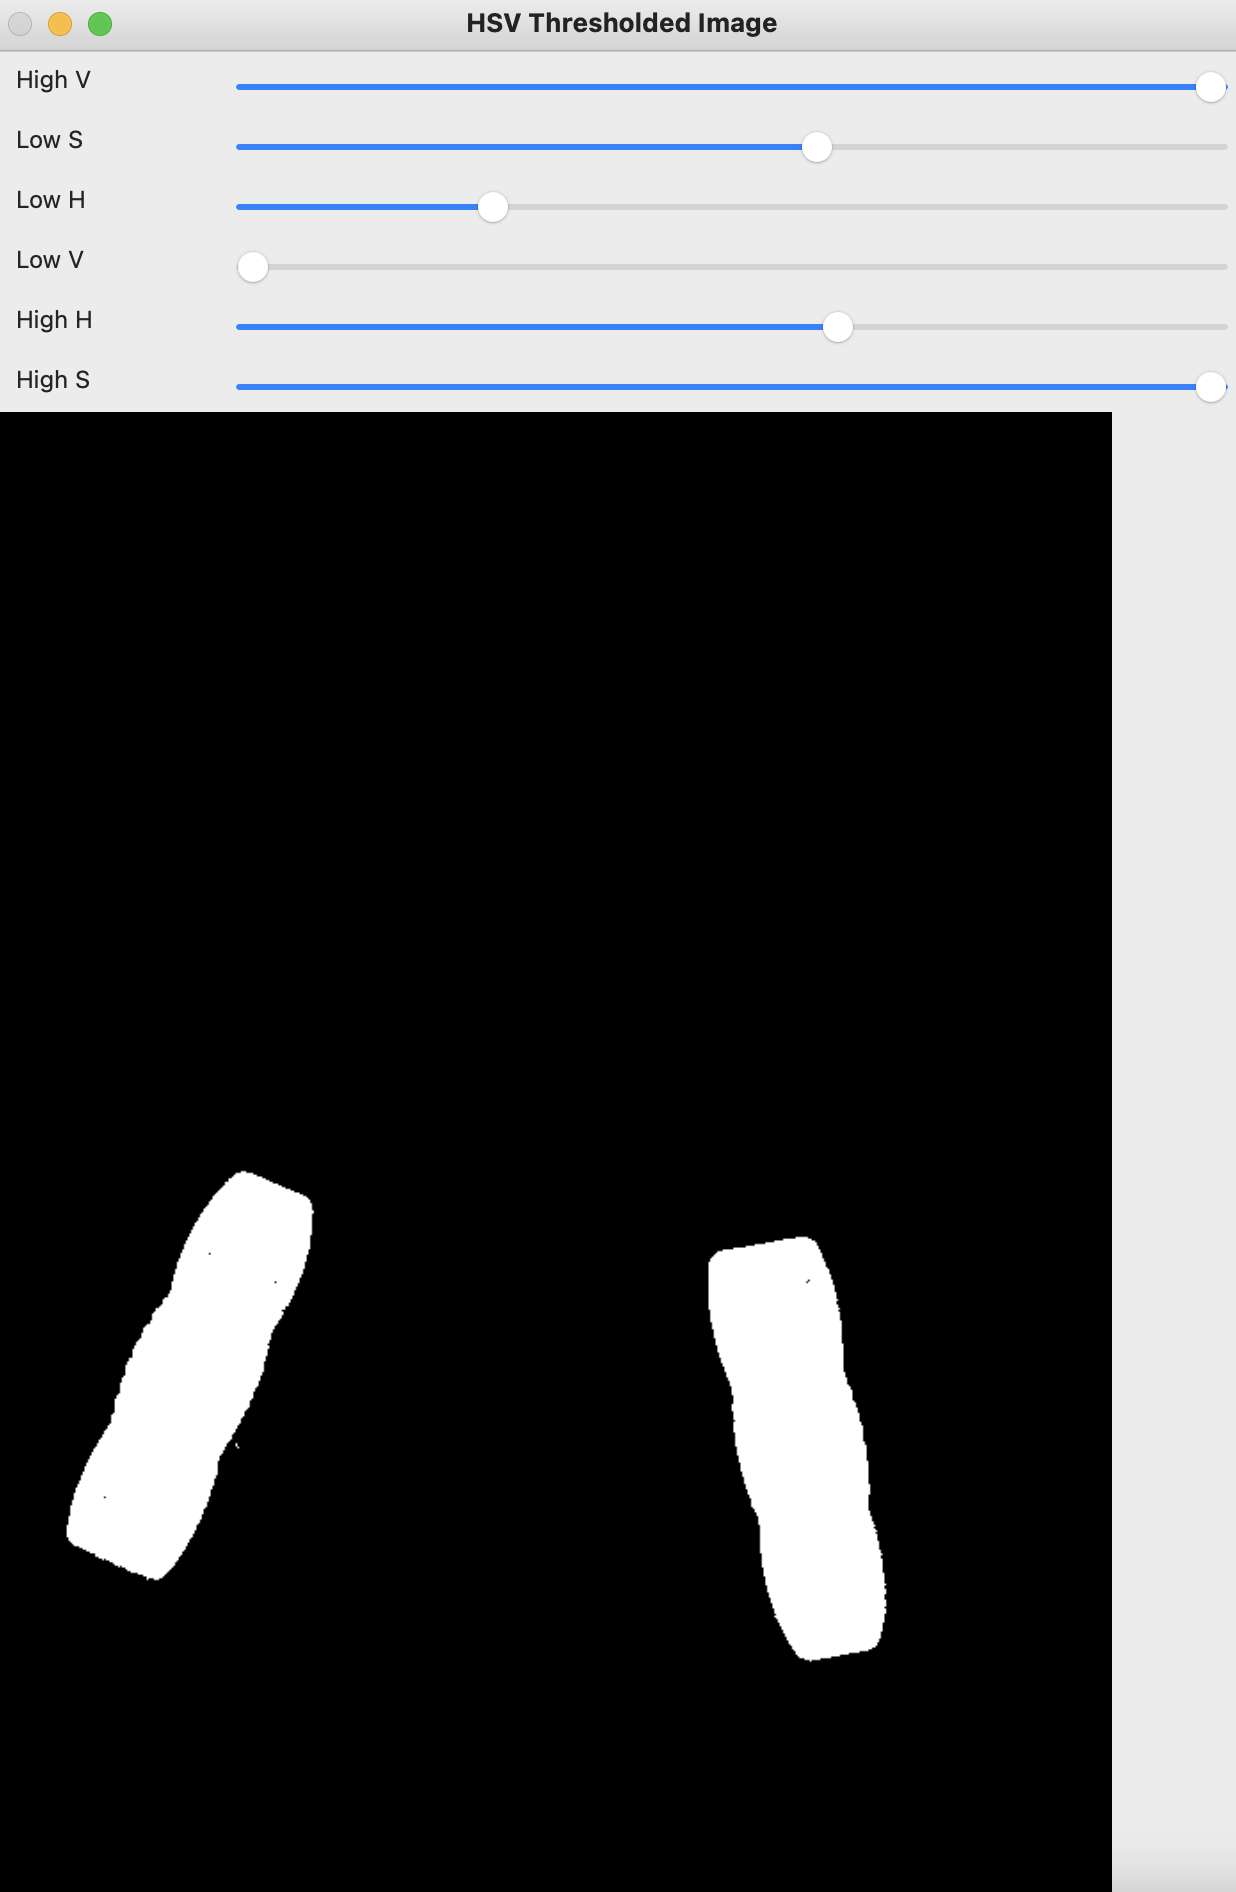 HSV Thresholded Image
High V
Low S
Low H
Low V
High H
High S